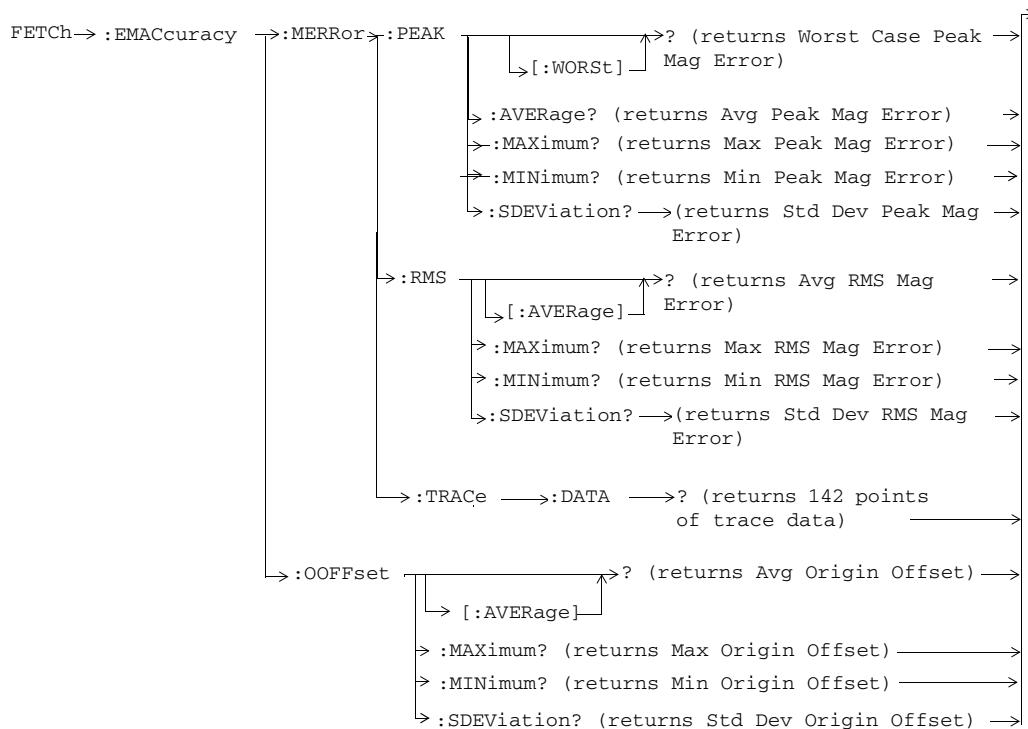 FETCh :EMACcuracy :MERRor :PEAK ? (returns Worst Case Peak
[:WORSt] Mag Error)
:AVERage? (returns Avg Peak Mag Error)
:MAXimum? (returns Max Peak Mag Error)
:MINimum? (returns Min Peak Mag Error)
:SDEViation? (returns Std Dev Peak Mag
Error)
:RMS ? (returns Avg RMS Mag
[:AVERage] Error)
:MAXimum? (returns Max RMS Mag Error)
:MINimum? (returns Min RMS Mag Error)
:SDEViation? (returns Std Dev RMS Mag
Error)
:TRACe :DATA ? (returns 142 points
of trace data)
:OOFFset ? (returns Avg Origin Offset)
[:AVERage]
:MAXimum? (returns Max Origin Offset)
:MINimum? (returns Min Origin Offset)
:SDEViation? (returns Std Dev Origin Offset)